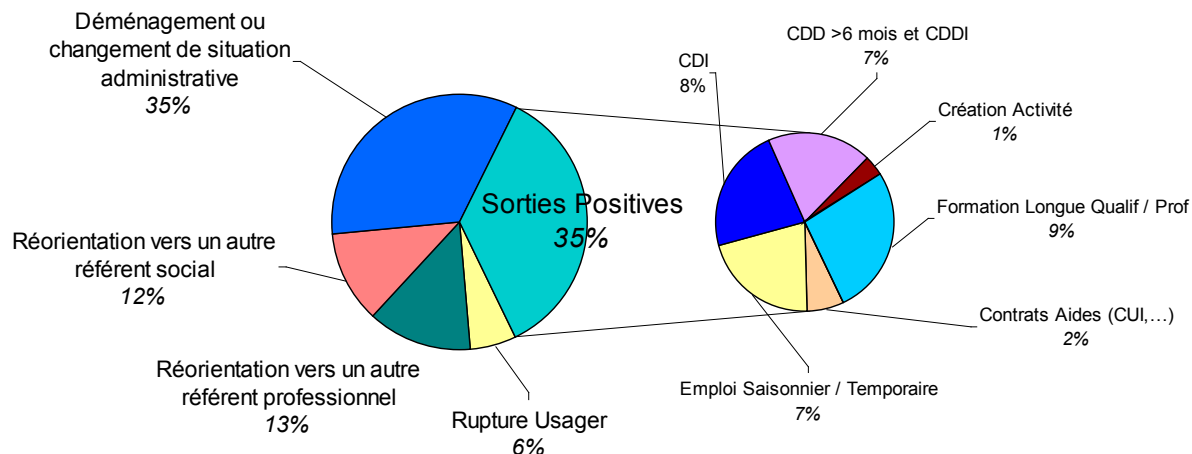 Déménagement ou
changement de situation
administrative
35%
Réorientation vers un autre
référent social
12%
Réorientation vers un autre
référent professionnel
13%
Rupture Usager
6%
Sorties Positives
35%
CDI
8%
CDD >6 mois et CDDI
7%
Création Activité
1%
Formation Longue Qualif / Prof
9%
Contrats Aides (CUI,…)
2%
Emploi Saisonnier / Temporaire
7%